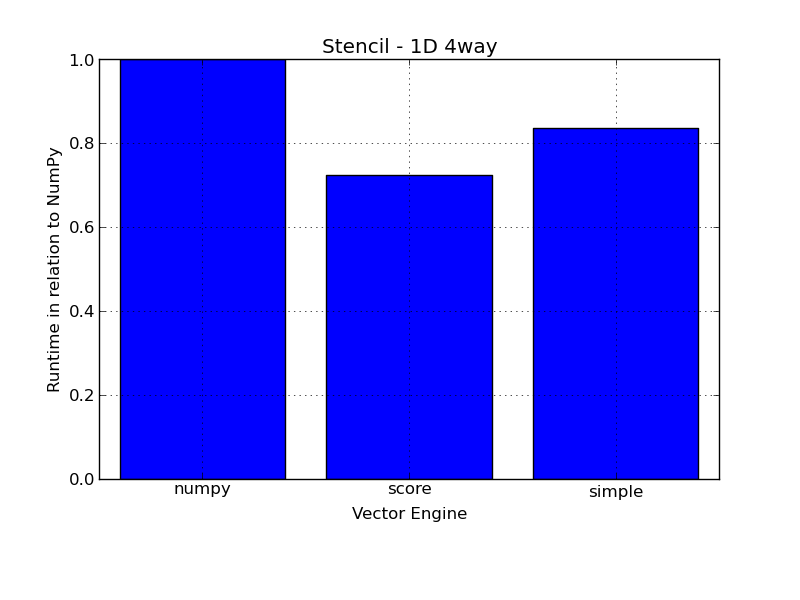 Stencil - 1D 4way
Runtime in relation to NumPy
1.0
0.8
0.6
0.4
0.2
0.0
numpy
score
simple
Vector Engine